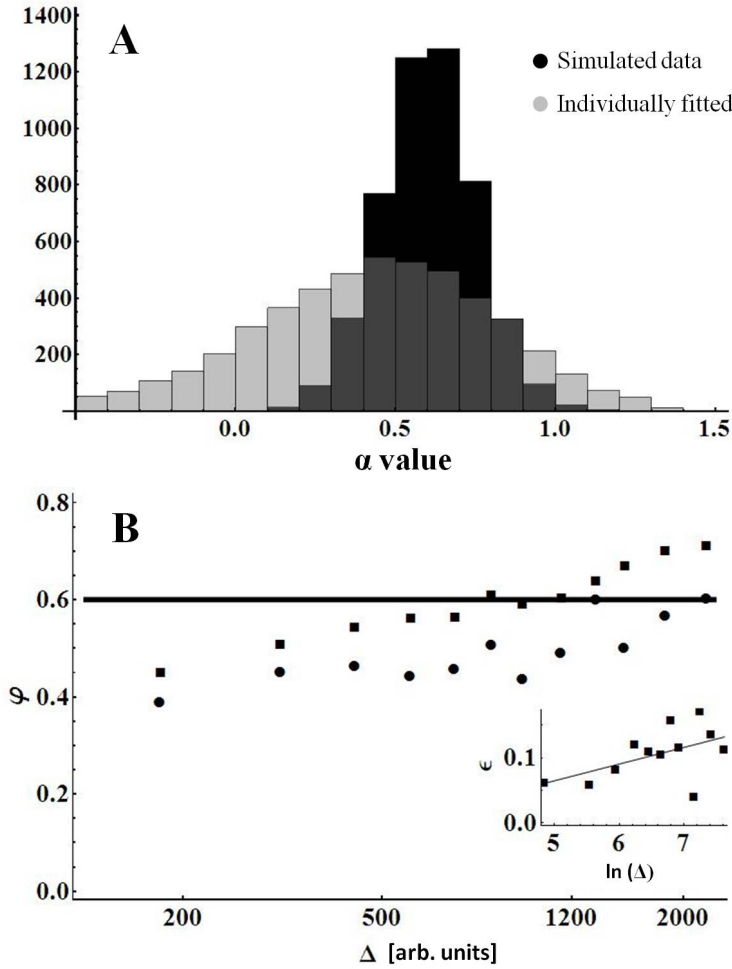 1400
A
Simulated data
1200
Individually fitted
1000
800
600
400
200
0.0 0.5 1.0 1.5
α value
0.8
B
0.6
φ
0.4
0.2
0.0
ϵ
0.1
0.0
5 6 7
ln (Δ)
200 500 1200 2000
Δ [arb. units]